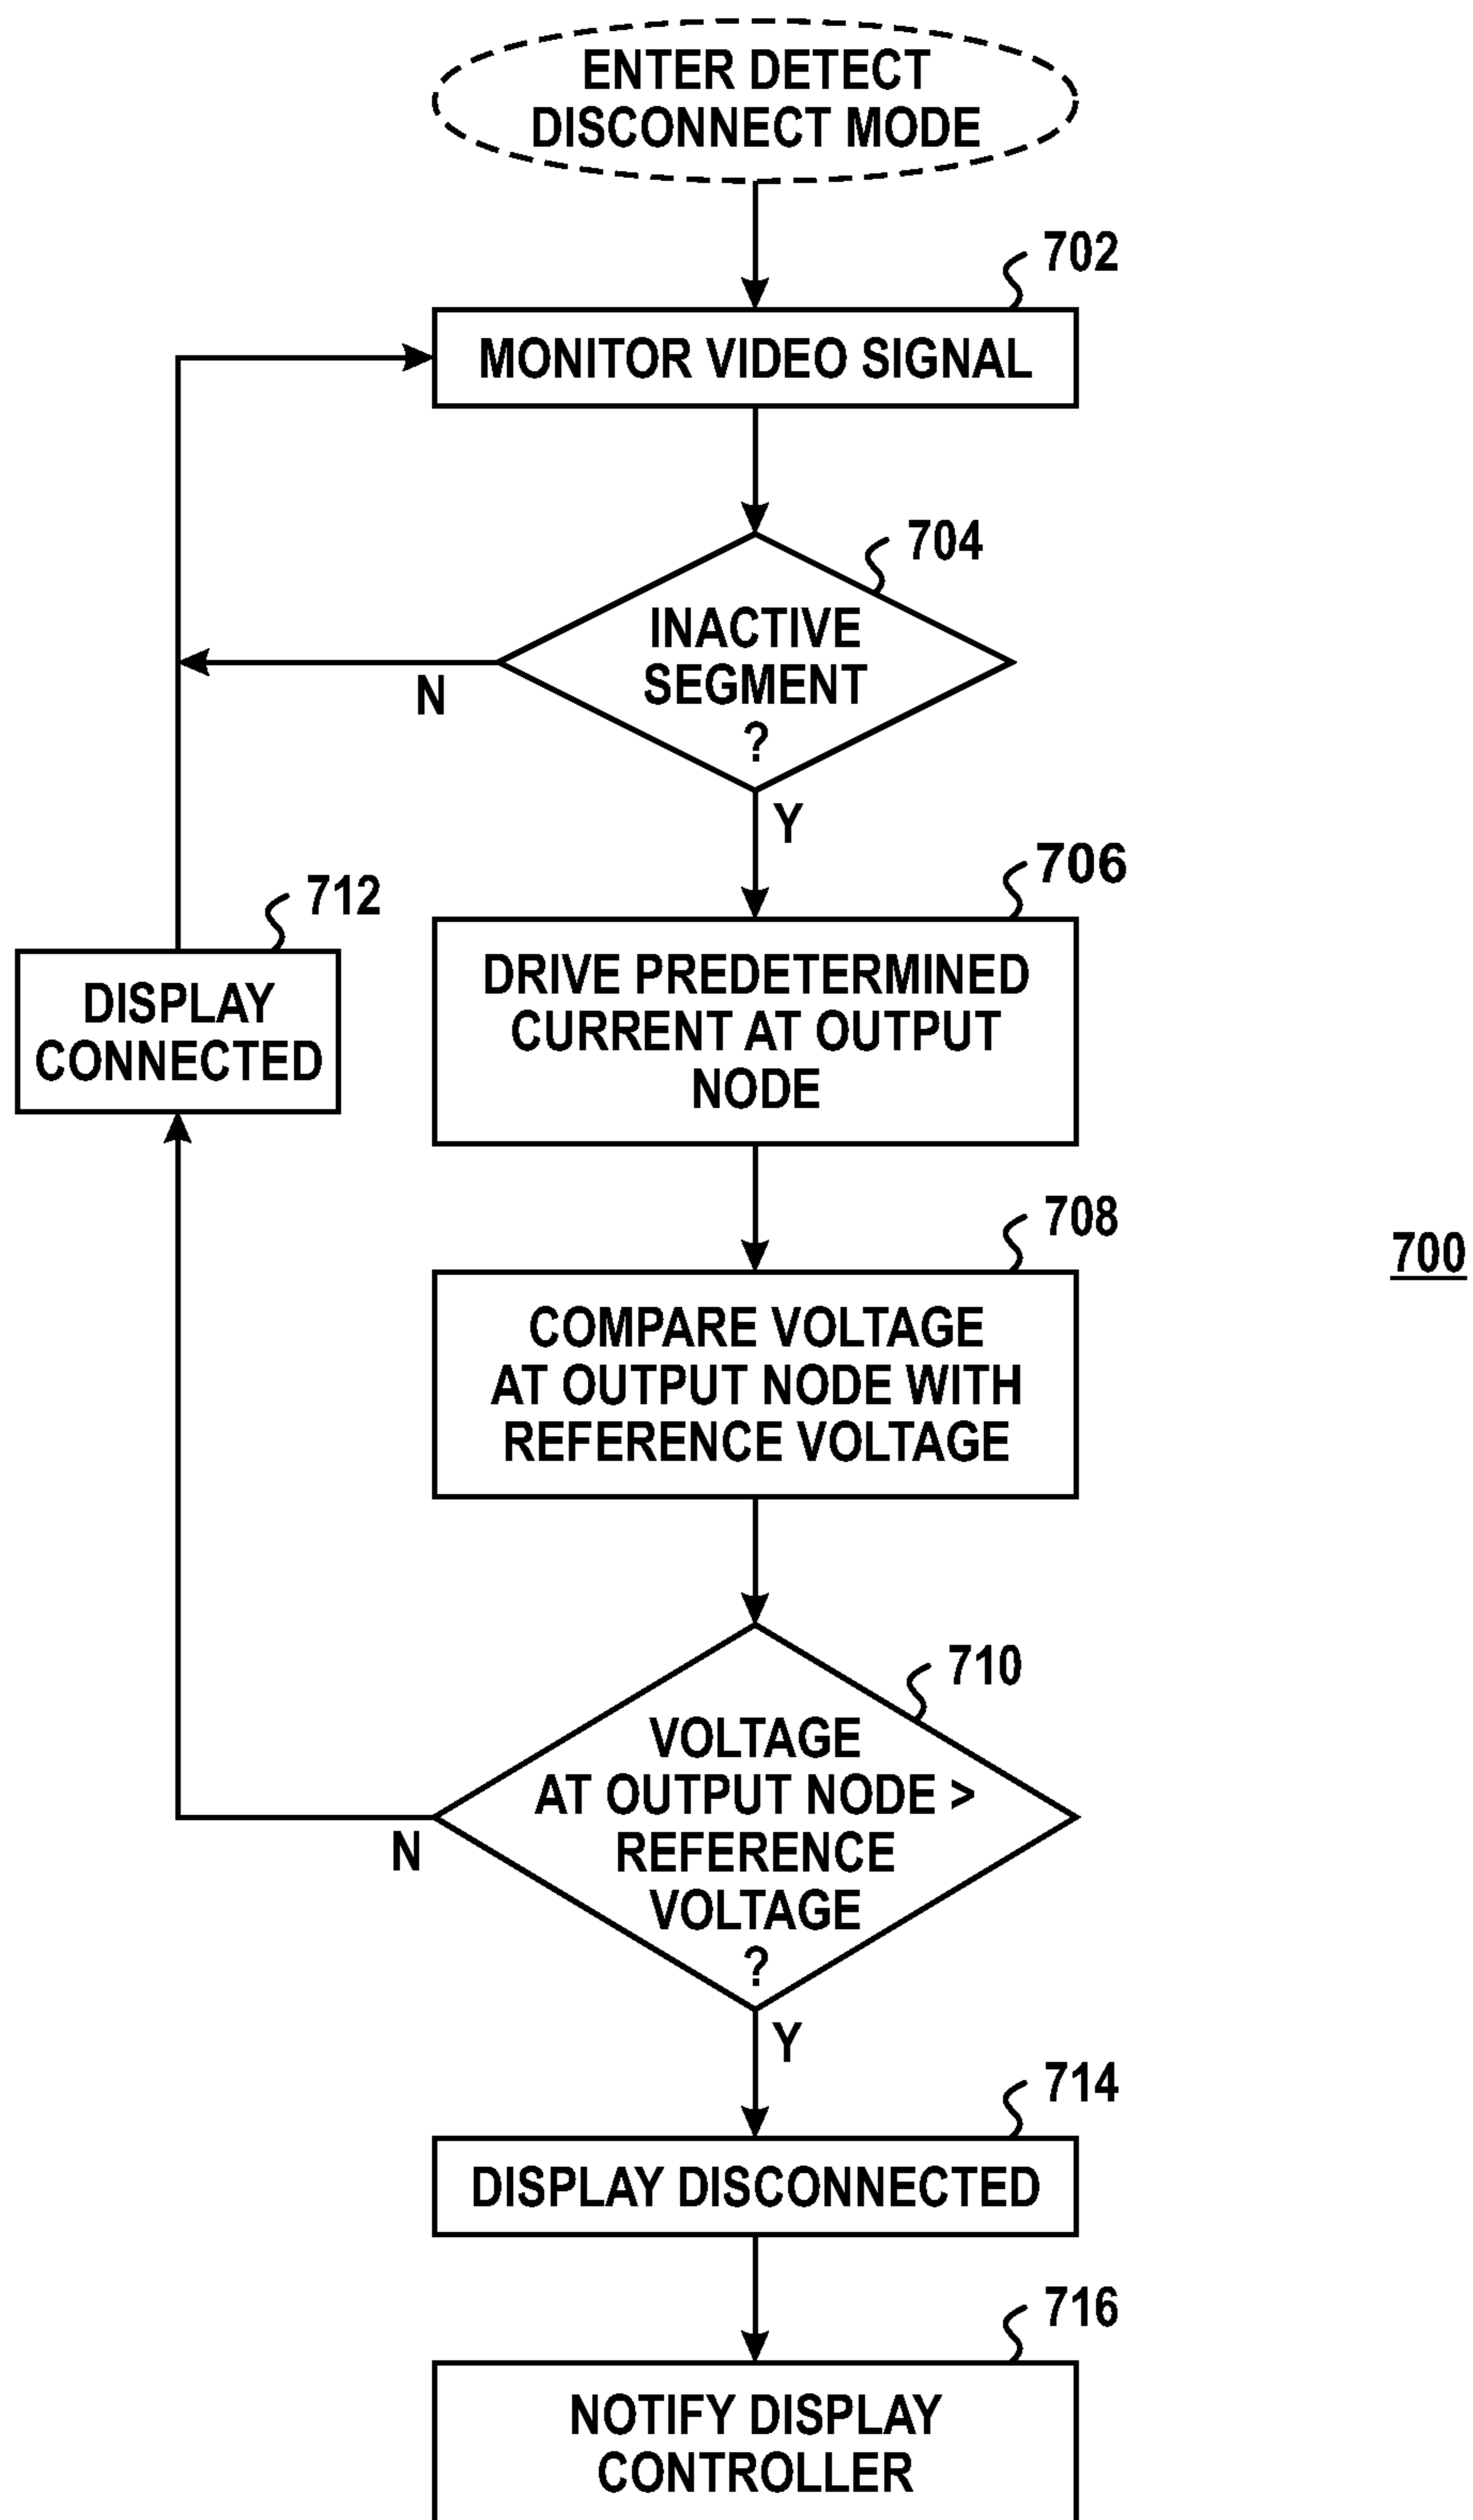 ENTER DETECT
DISCONNECT MODE
702
MONITOR VIDEO SIGNAL
704
INACTIVE
SEGMENT
?
N
Y
706
712
DRIVE PREDETERMINED
CURRENT AT OUTPUT
NODE
DISPLAY
CONNECTED
708
700
COMPARE VOLTAGE
AT OUTPUT NODE WITH
REFERENCE VOLTAGE
710
VOLTAGE
AT OUTPUT NODE >
REFERENCE
VOLTAGE
?
N
Y
714
DISPLAY DISCONNECTED
716
NOTIFY DISPLAY
CONTROLLER